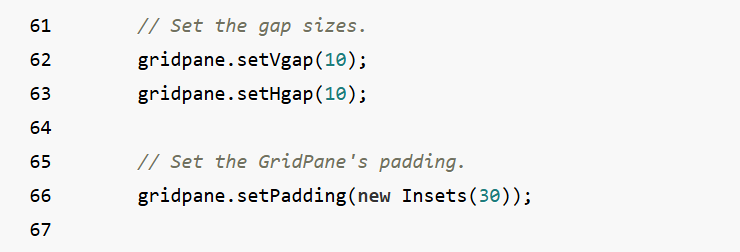 61 // Set the gap sizes.
62 gridpane.setVgap(10);
63 gridpane.setHgap(10);
64
65 // Set the GridPane's padding.
66 gridpane.setPadding(new Insets(30));
67